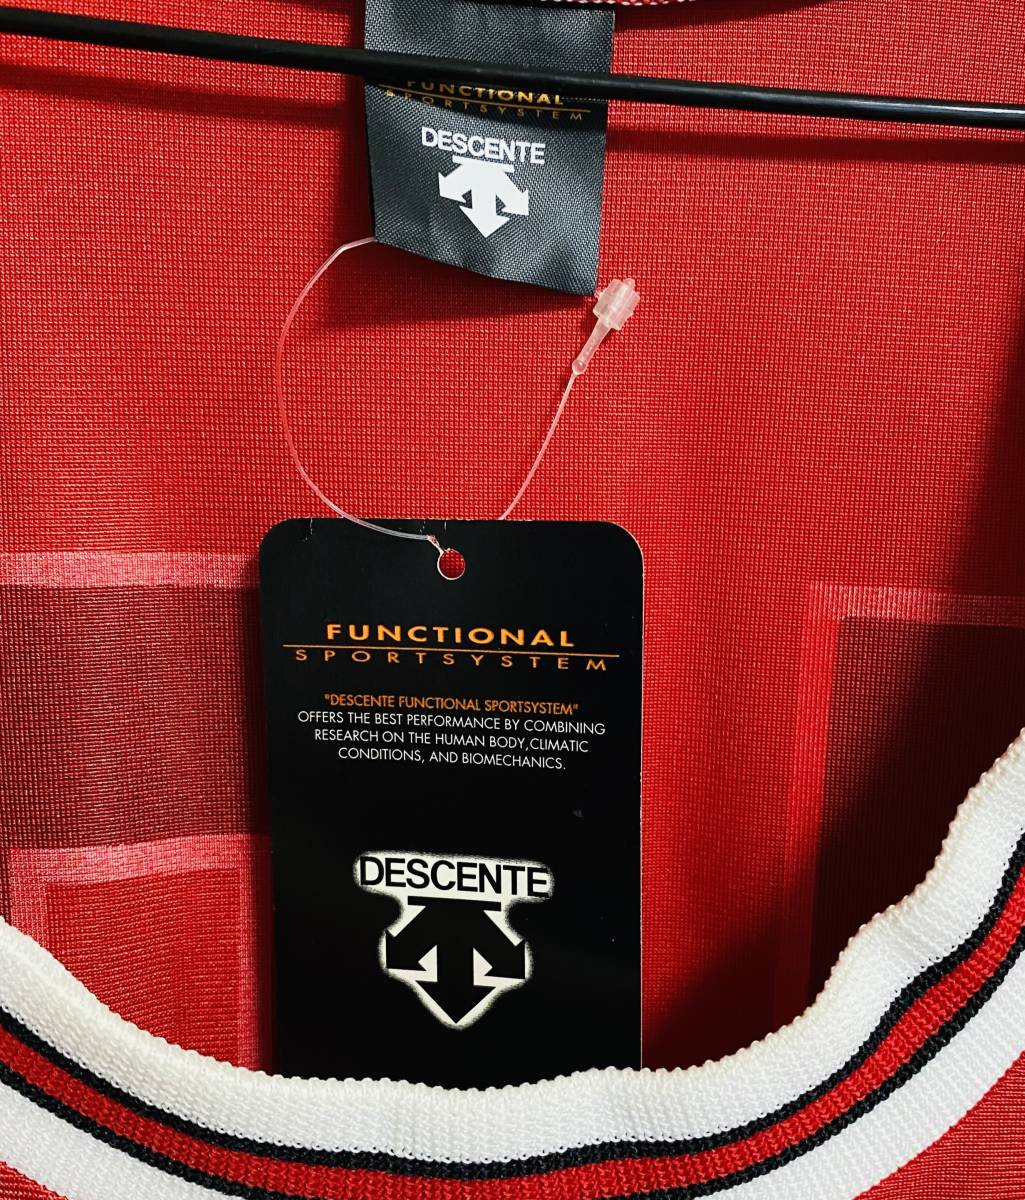 FUNCTIONAL
SPORTSYSTEM
DESCENTE
FUNCTIONAL
SPORTSYSTEM
"DESCENTE FUNCTIONAL SPORTSYSTEM"
OFFERS THE BEST PERFORMANCE BY COMBINING
RESEARCH ON THE HUMAN BODY,CLIMATIC
CONDITIONS, AND BIOMECHANICS.
DESCENTE